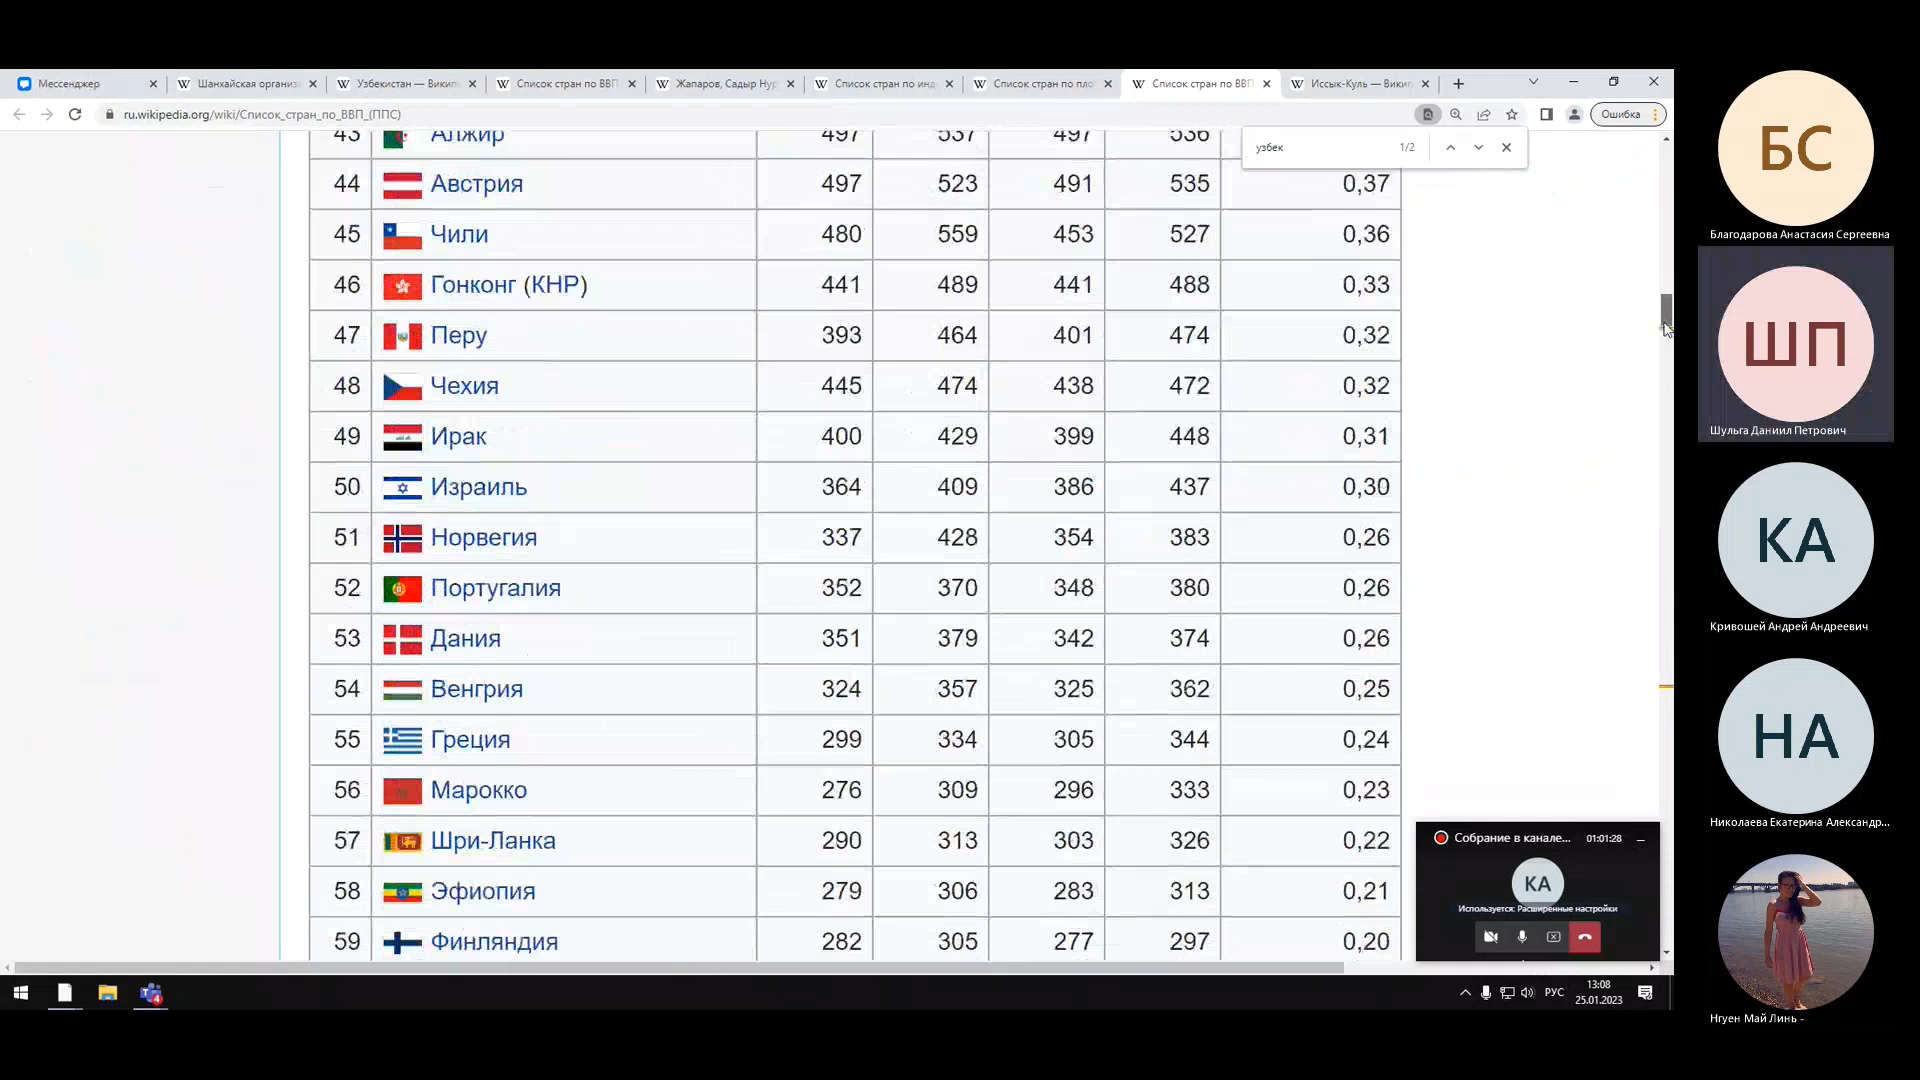 Мессенджер
Шанхайская организ
Узбекистан — Викип
Список стран по ВВП
Жапаров, Садыр Нур
Список стран по инд
Список стран по пло
Список стран по ВВП
Иссык-Куль — Викип
ru.wikipedia.org/wiki/Список_стран_по_ВВП_(ППС)
Ошибка
узбек 1/2
43 Алжир 497 537 497 536
44 Австрия 497 523 491 535 0,37
45 Чили 480 559 453 527 0,36
46 Гонконг (КНР) 441 489 441 488 0,33
47 Перу 393 464 401 474 0,32
48 Чехия 445 474 438 472 0,32
49 Ирак 400 429 399 448 0,31
50 Израиль 364 409 386 437 0,30
51 Норвегия 337 428 354 383 0,26
52 Португалия 352 370 348 380 0,26
53 Дания 351 379 342 374 0,26
54 Венгрия 324 357 325 362 0,25
55 Греция 299 334 305 344 0,24
56 Марокко 276 309 296 333 0,23
57 Шри-Ланка 290 313 303 326 0,22
58 Эфиопия 279 306 283 313 0,21
59 Финляндия 282 305 277 297 0,20
Собрание в канале... 01:01:28
КА
Используется: Расширенные настройки
4
РУС
13:08
25.01.2023
БС
Благодарова Анастасия Сергеевна
ШП
Шульга Даниил Петрович
КА
Кривошей Андрей Андреевич
НА
Николаева Екатерина Александр...
Нгуен Май Линь -